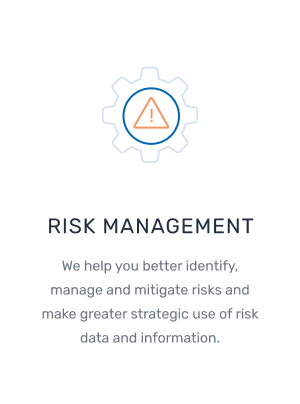 RISK MANAGEMENT
We help you better identify,
manage and mitigate risks and
make greater strategic use of risk
data and information.